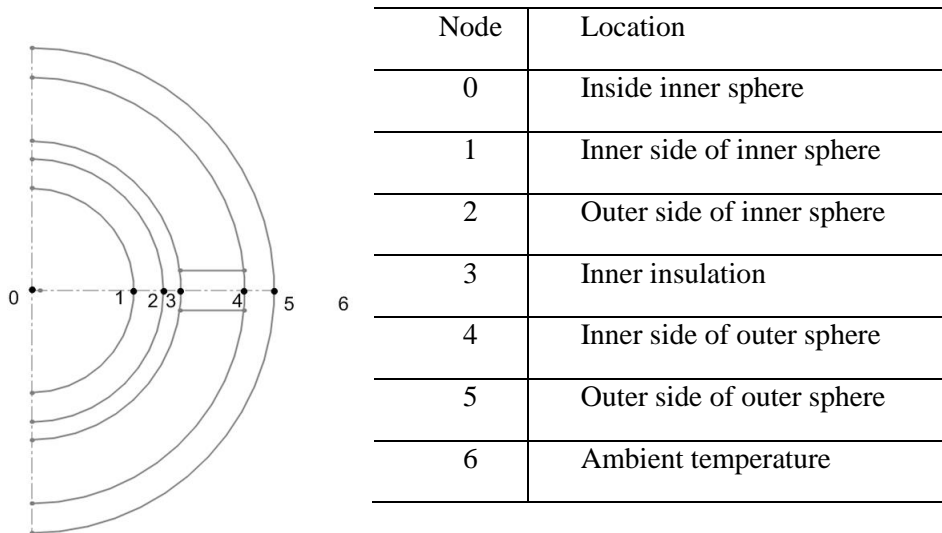 Node Location
0 Inside inner sphere
1 Inner side of inner sphere
2 Outer side of inner sphere
3 Inner insulation
4 Inner side of outer sphere
5 Outer side of outer sphere
6 Ambient temperature
0 1 2 3 4 5 6